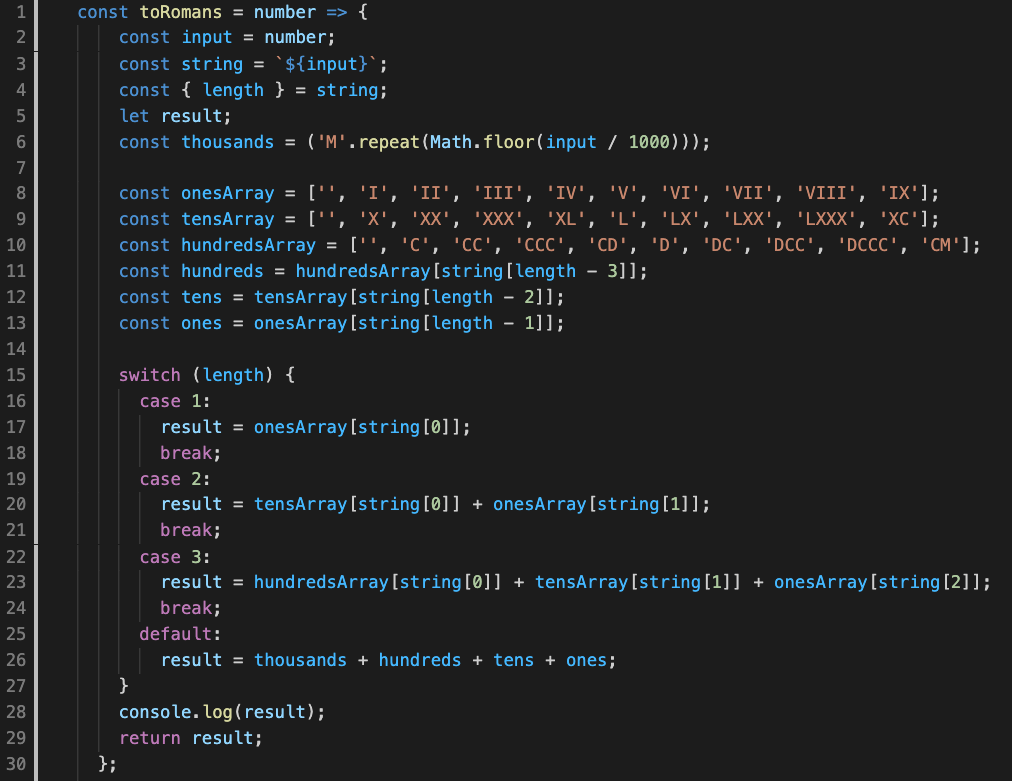 1 const toRomans = number => {
2 const input = number;
3 const string = `${input}`;
4 const { length } = string;
5 let result;
6 const thousands = ('M'.repeat(Math.floor(input / 1000)));
7
8 const onesArray = ['', 'I', 'II', 'III', 'IV', 'V', 'VI', 'VII', 'VIII', 'IX'];
9 const tensArray = ['', 'X', 'XX', 'XXX', 'XL', 'L', 'LX', 'LXX', 'LXXX', 'XC'];
10 const hundredsArray = ['', 'C', 'CC', 'CCC', 'CD', 'D', 'DC', 'DCC', 'DCCC', 'CM'];
11 const hundreds = hundredsArray[string[length - 3]];
12 const tens = tensArray[string[length - 2]];
13 const ones = onesArray[string[length - 1]];
14
15 switch (length) {
16 case 1:
17 result = onesArray[string[0]];
18 break;
19 case 2:
20 result = tensArray[string[0]] + onesArray[string[1]];
21 break;
22 case 3:
23 result = hundredsArray[string[0]] + tensArray[string[1]] + onesArray[string[2]];
24 break;
25 default:
26 result = thousands + hundreds + tens + ones;
27 }
28 console.log(result);
29 return result;
30 };